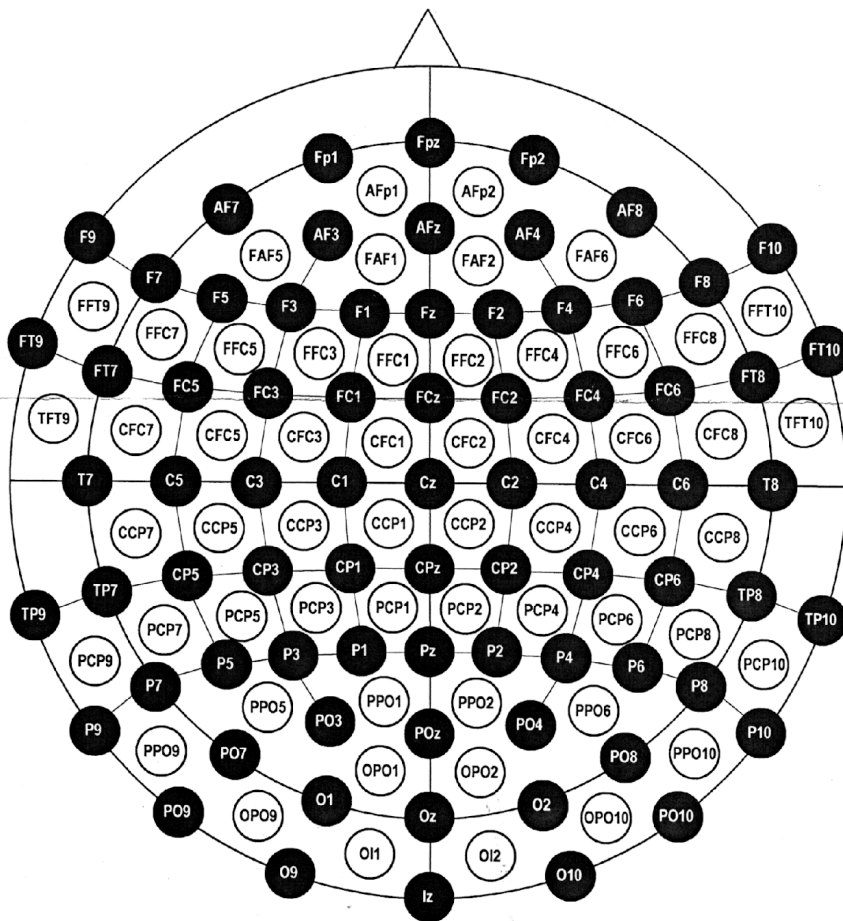 Fpz
Fp1 Fp2
AFp1 AFp2
AF7 AF8
AF3 AFz AF4
F9 F10
FAF5 FAF1 FAF2 FAF6
F7 F8
F5 F3 F1 Fz F2 F4 F6
FFT9 FFT10
FFC7 FFC5 FFC3 FFC1 FFC2 FFC4 FFC6 FFC8
FT9 FT10
FT7 FC5 FC3 FC1 FCz FC2 FC4 FC6 FT8
TFT9 CFC7 CFC5 CFC3 CFC1 CFC2 CFC4 CFC6 CFC8 TFT10
T7 C5 C3 C1 Cz C2 C4 C6 T8
CCP7 CCP5 CCP3 CCP1 CCP2 CCP4 CCP6 CCP8
TP9 TP7 CP5 CP3 CP1 CPz CP2 CP4 CP6 TP8 TP10
PCP9 PCP7 PCP5 PCP3 PCP1 PCP2 PCP4 PCP6 PCP8 PCP10
P7 P5 P3 P1 Pz P2 P4 P6 P8
PPO5 PPO1 PPO2 PPO6
P9 PO3 POz PO4 P10
PPO9 PO7 PO8 PPO10
OPO1 OPO2
PO9 OPO9 O1 Oz O2 OPO10 PO10
OI1 OI2
O9 Iz O10